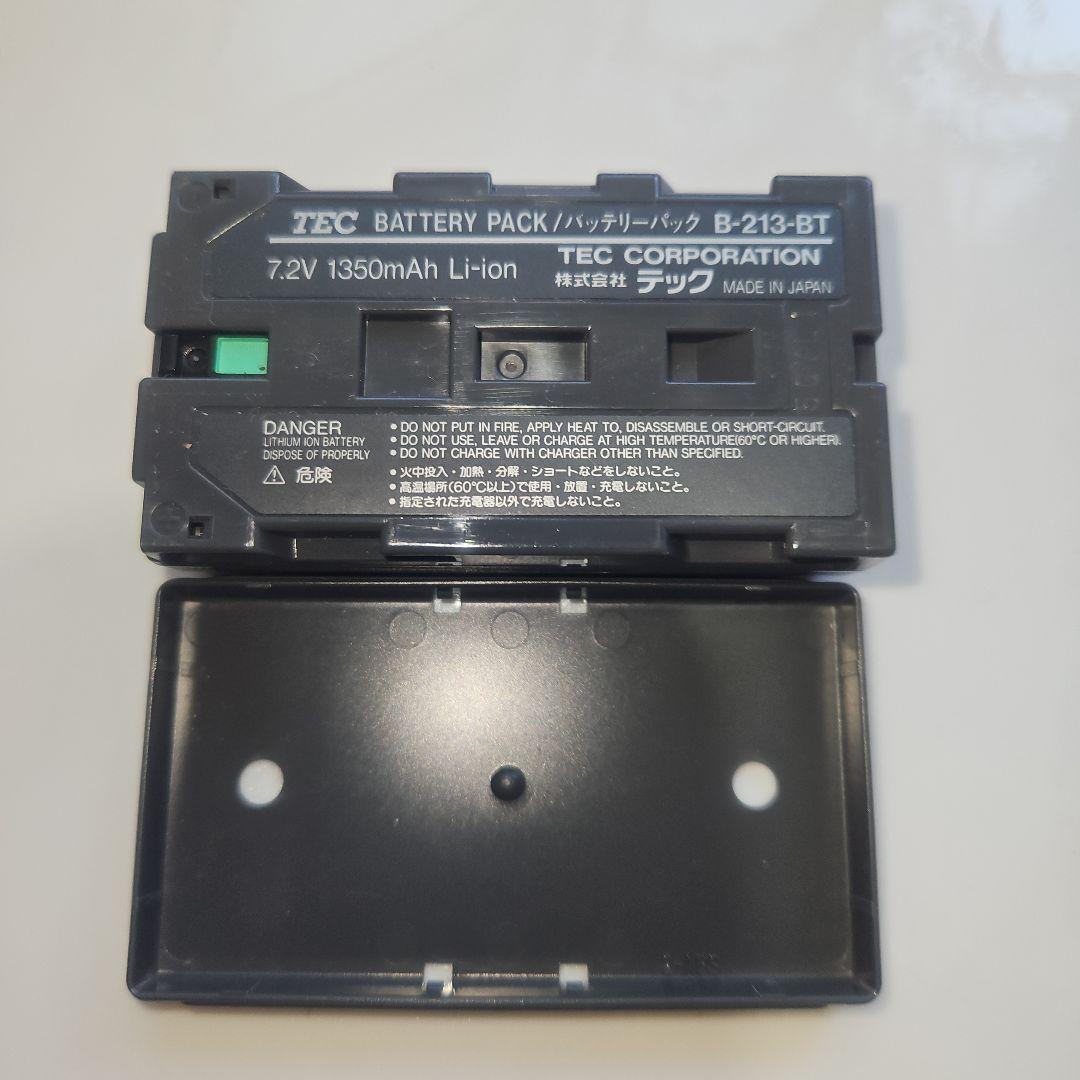 TEC BATTERY PACK/バッテリーパック B-213-BT
7.2V 1350mAh Li-ion
TEC CORPORATION
株式会社 テック MADE IN JAPAN
DANGER
LITHIUM ION BATTERY
DISPOSE OF PROPERLY
⚠ 危険
• DO NOT PUT IN FIRE, APPLY HEAT TO, DISASSEMBLE OR SHORT-CIRCUIT.
• DO NOT USE, LEAVE OR CHARGE AT HIGH TEMPERATURE(60°C OR HIGHER).
• DO NOT CHARGE WITH CHARGER OTHER THAN SPECIFIED.
• 火中投入・加熱・分解・ショートなどをしないこと。
• 高温場所(60℃以上)で使用・放置・充電しないこと。
• 指定された充電器以外で充電しないこと。